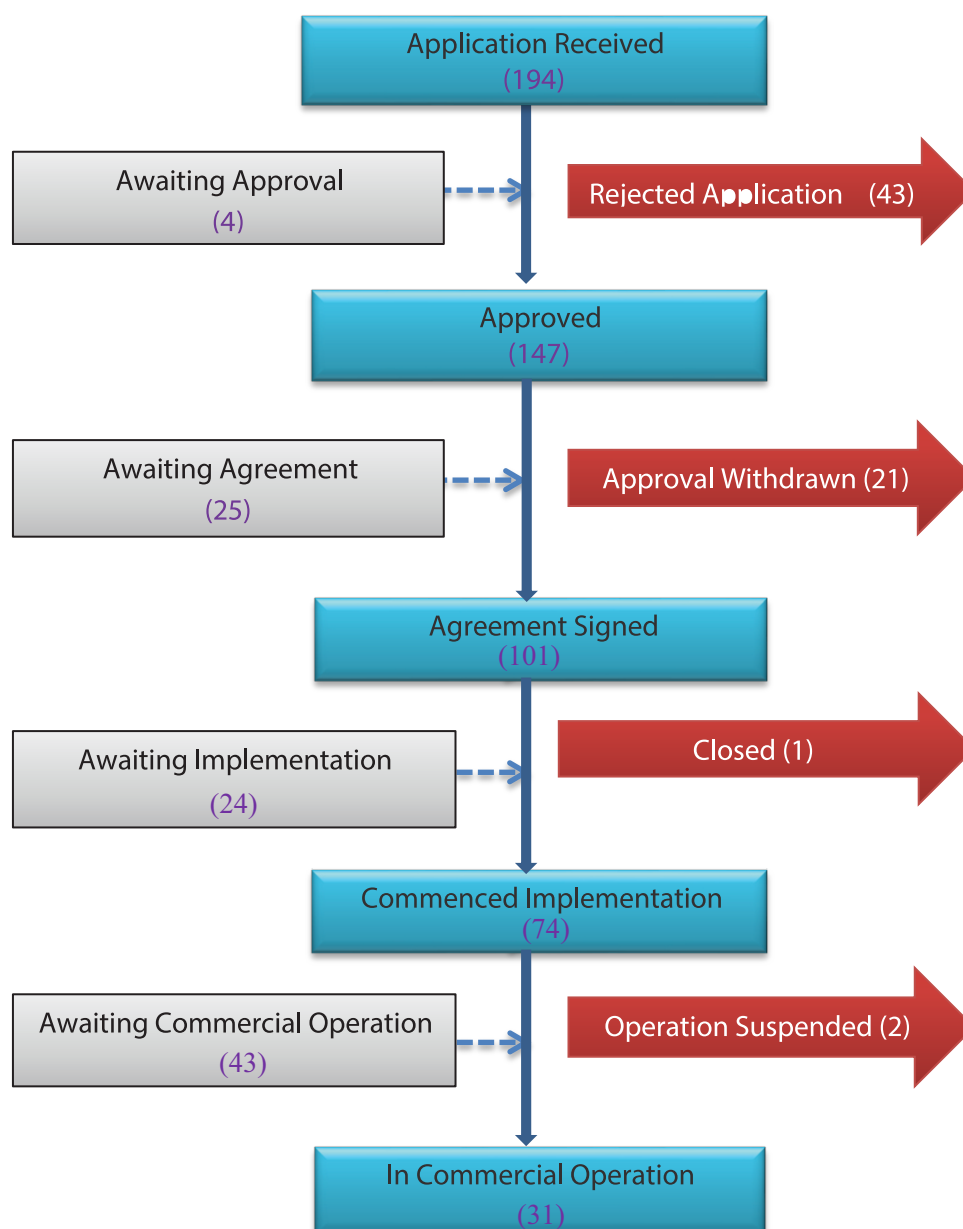 Application Received
(194)
Awaiting Approval
(4)
Rejected Application (43)
Approved
(147)
Awaiting Agreement
(25)
Approval Withdrawn (21)
Agreement Signed
(101)
Awaiting Implementation
(24)
Closed (1)
Commenced Implementation
(74)
Awaiting Commercial Operation
(43)
Operation Suspended (2)
In Commercial Operation
(31)